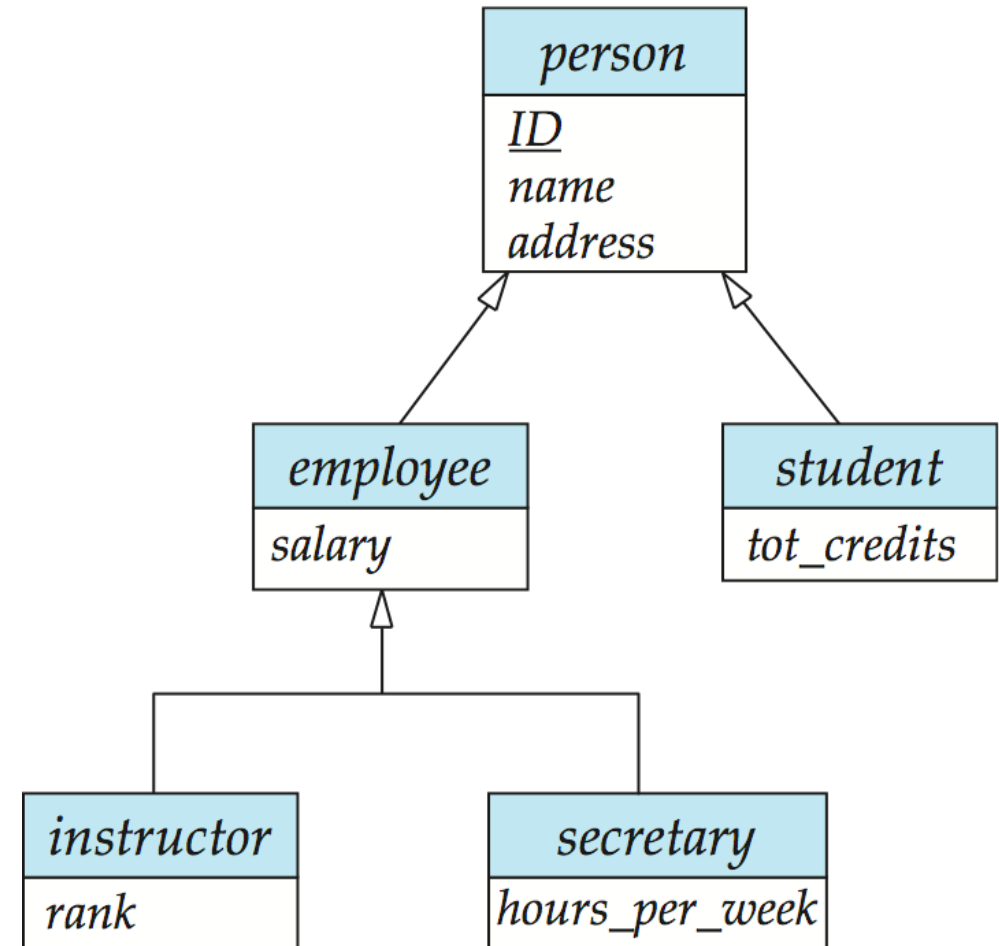 person
ID
name
address
employee
salary
student
tot_credits
instructor
rank
secretary
hours_per_week